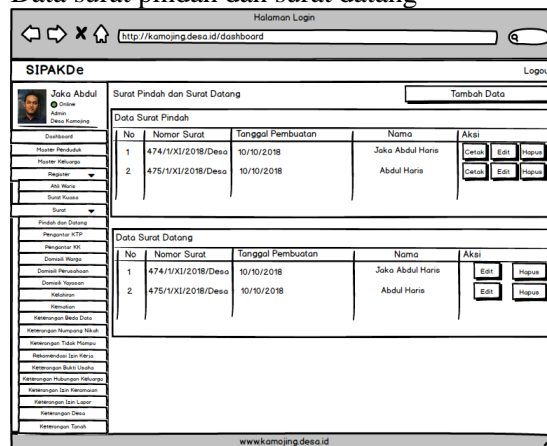 Data surat pindah dan surat datang
Halaman Login
http://kamojing.desa.id/dashboard
SIPAKDe
Logou
Jaka Abdul
Online
Admin
Desa Kamojing
Surat Pindah dan Surat Datang
Tambah Data
Dashboard
Master Penduduk
Master Keluarga
Register
Ahli Waris
Surat Kuasa
Surat
Pindah dan Datang
Pengantar KTP
Pengantar KK
Domisili Warga
Domisili Perusahaan
Domisili Yayasan
Kelahiran
Kematian
Keterangan Beda Data
Keterangan Numpang Nikah
Keterangan Tidak Mampu
Rekomendasi Izin Kerja
Keterangan Bukti Usaha
Keterangan Hubungan Keluarga
Keterangan Izin Keramaian
Keterangan Izin Lapor
Keterangan Desa
Keterangan Tanah
Data Surat Pindah
No Nomor Surat Tanggal Pembuatan Nama Aksi
1 474/1/XI/2018/Desa 10/10/2018 Jaka Abdul Haris Cetak Edit Hapus
2 475/1/XI/2018/Desa 10/10/2018 Abdul Haris Cetak Edit Hapus
Data Surat Datang
No Nomor Surat Tanggal Pembuatan Nama Aksi
1 474/1/XI/2018/Desa 10/10/2018 Jaka Abdul Haris Edit Hapus
2 475/1/XI/2018/Desa 10/10/2018 Abdul Haris Edit Hapus
www.kamojing.desa.id